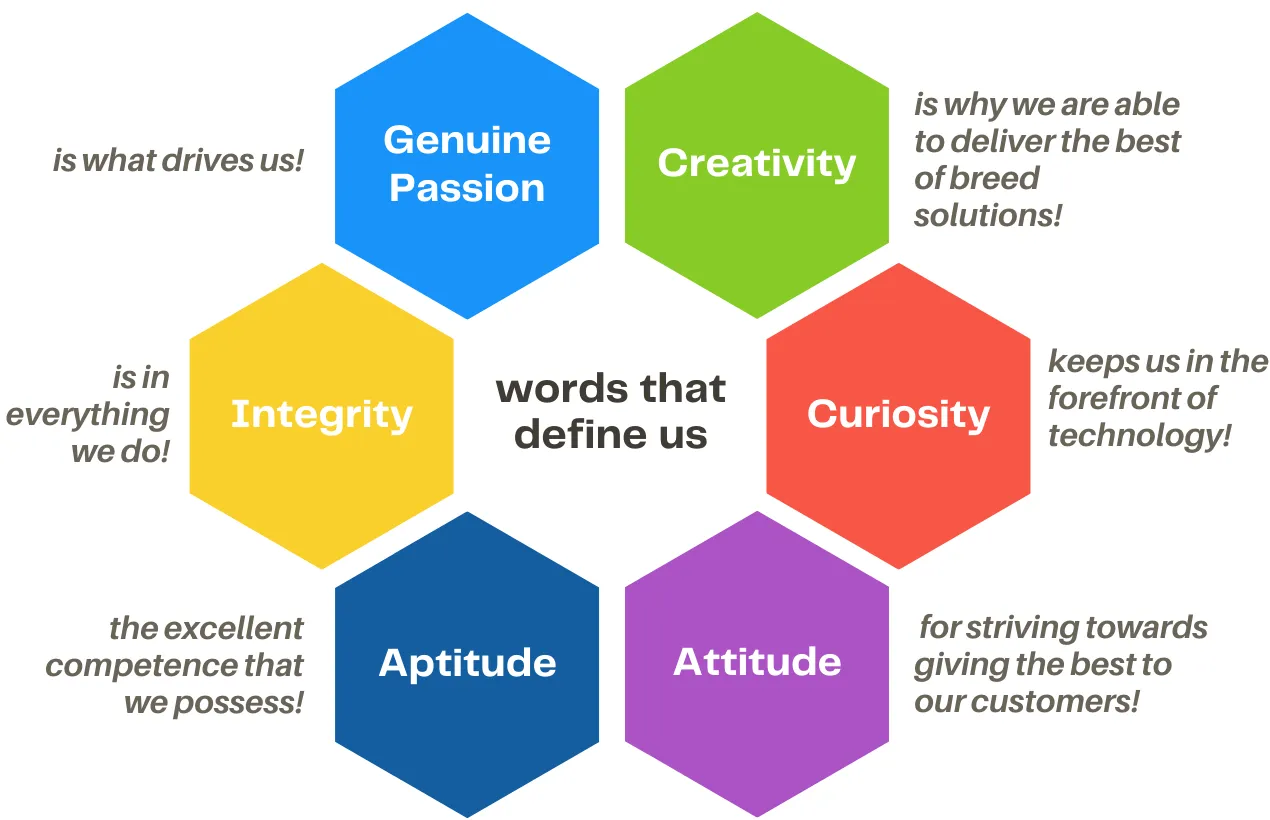 Genuine
Passion
is what drives us!
Creativity
is why we are able
to deliver the best
of breed
solutions!
is in
everything
we do!
Integrity
words that
define us
Curiosity
keeps us in the
forefront of
technology!
Aptitude
the excellent
competence that
we possess!
Attitude
for striving towards
giving the best to
our customers!